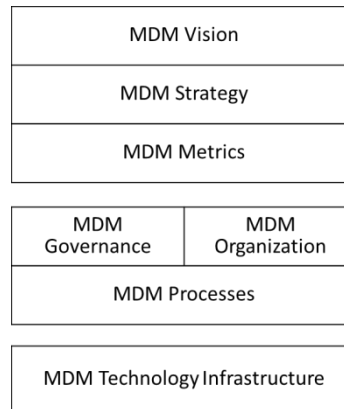 MDM Vision
MDM Strategy
MDM Metrics
MDM
Governance
MDM
Organization
MDM Processes
MDM Technology Infrastructure